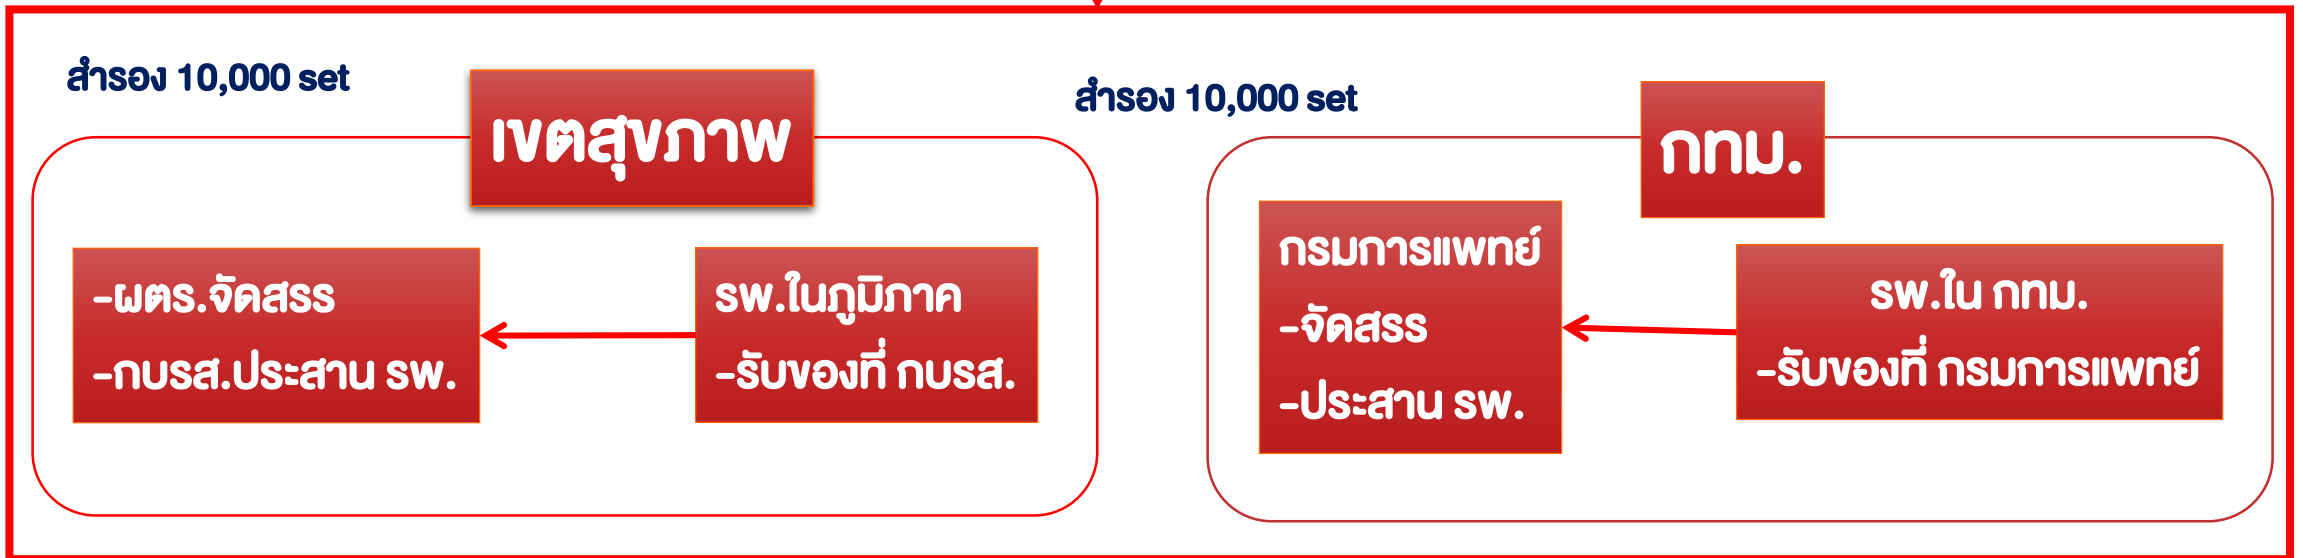 สำรอง 10,000 set
เขตสุขภาพ
-ผตร.จัดสรร
-กบรส.ประสาน รพ.
รพ.ในภูมิภาค
-รับของที่ กบรส.
สำรอง 10,000 set
กทม.
กรมการแพทย์
-จัดสรร
-ประสาน รพ.
รพ.ใน กทม.
-รับของที่ กรมการแพทย์